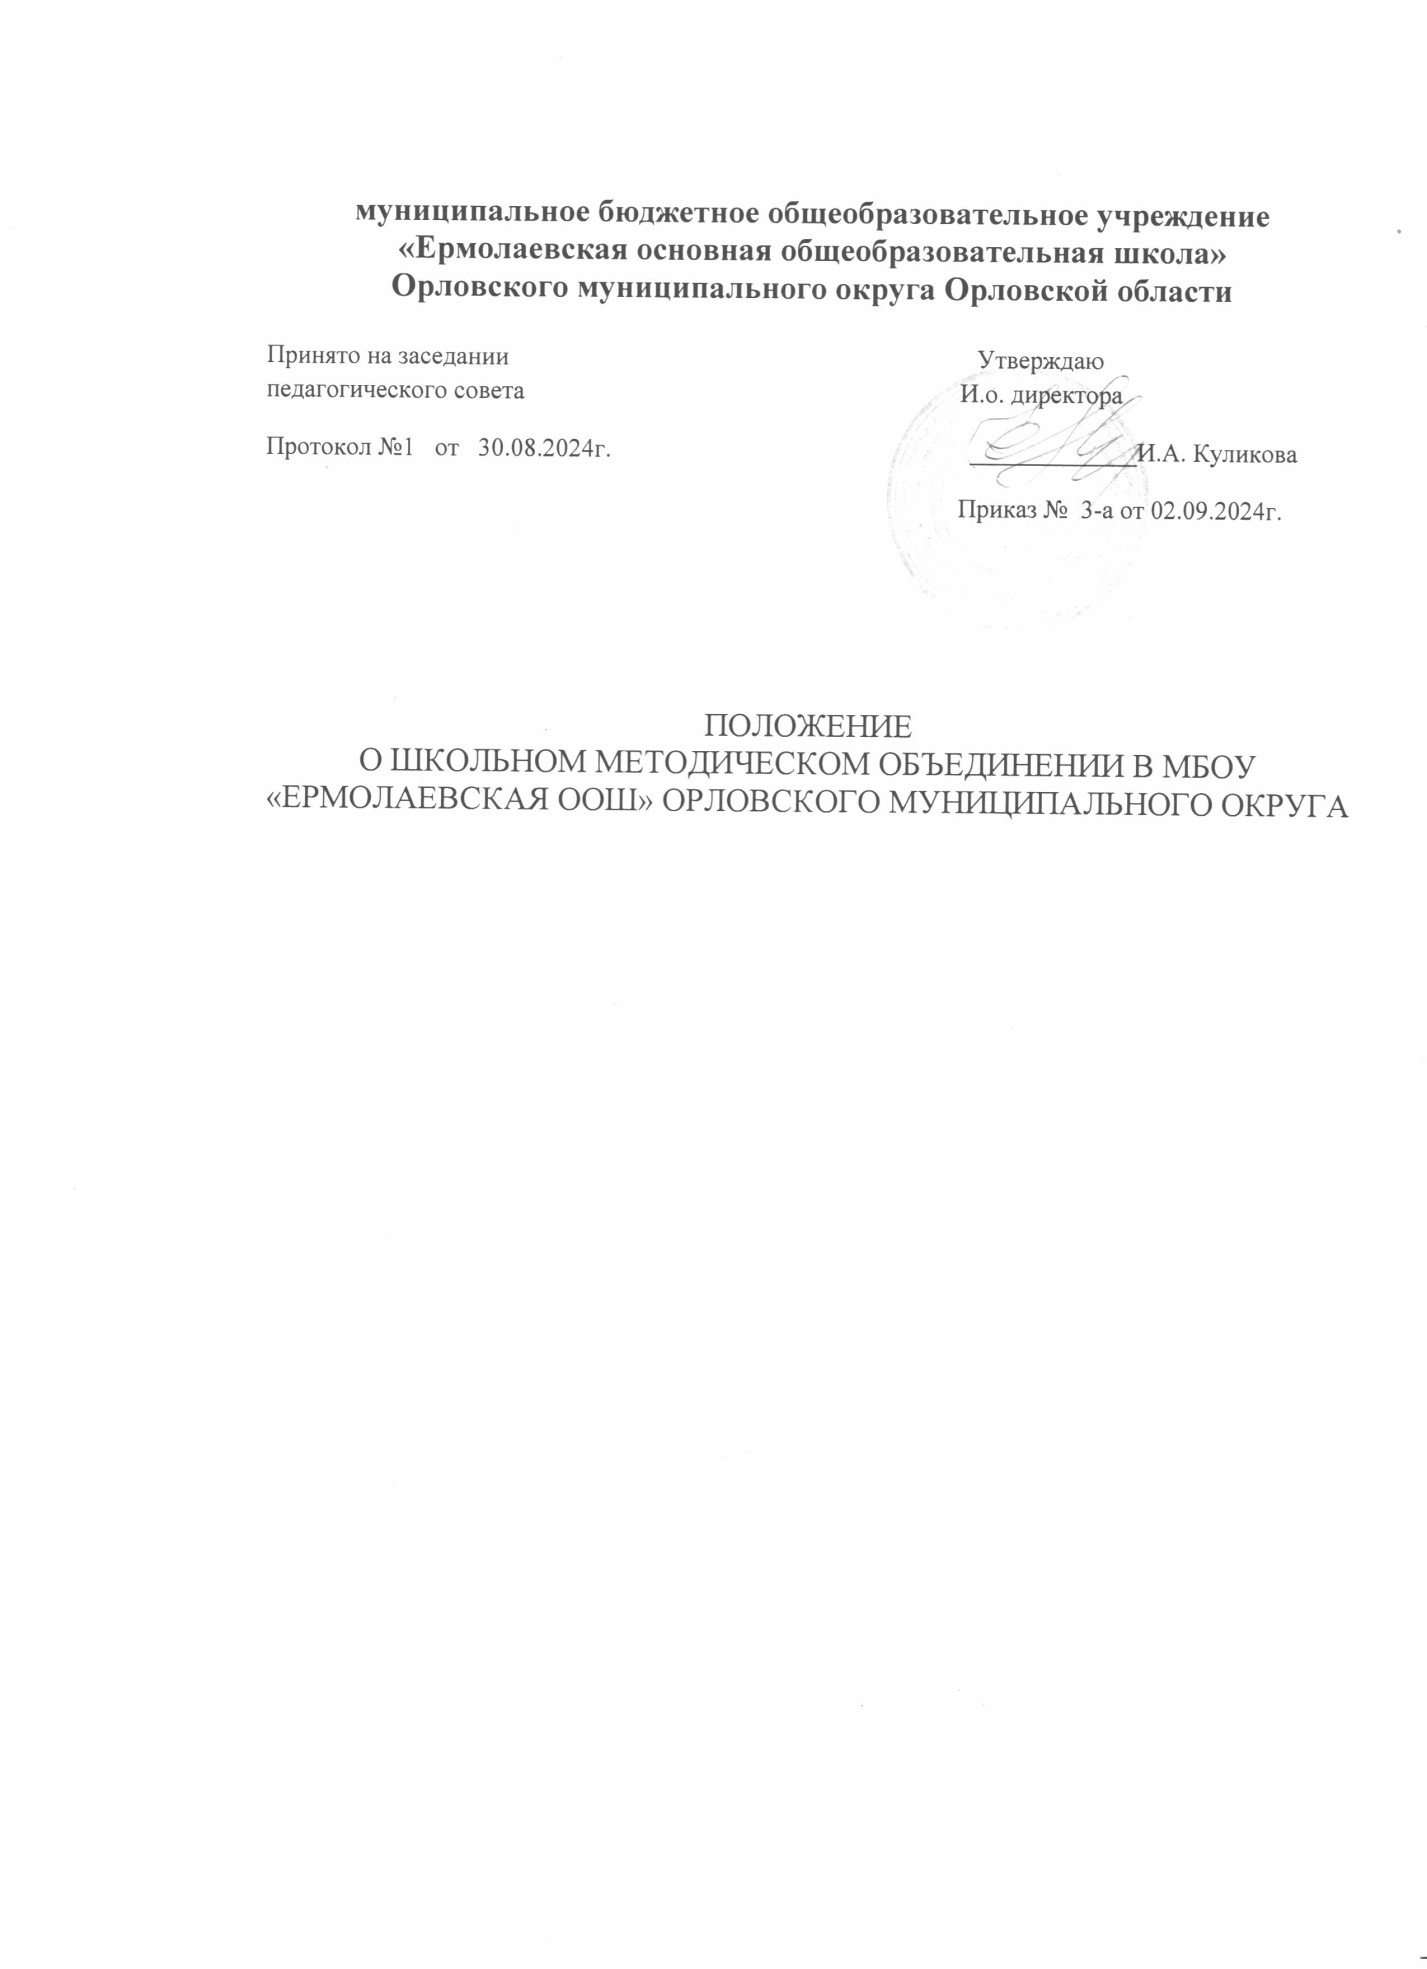 муниципальное бюджетное общеобразовательное учреждение
«Ермолаевская основная общеобразовательная школа»
Орловского муниципального округа Орловской области
Принято на заседании
педагогического совета
Протокол №1 от 30.08.2024г.
Утверждаю
И.о. директора
____________И.А. Куликова
Приказ № 3-а от 02.09.2024г.
ПОЛОЖЕНИЕ
О ШКОЛЬНОМ МЕТОДИЧЕСКОМ ОБЪЕДИНЕНИИ В МБОУ
«ЕРМОЛАЕВСКАЯ ООШ» ОРЛОВСКОГО МУНИЦИПАЛЬНОГО ОКРУГА